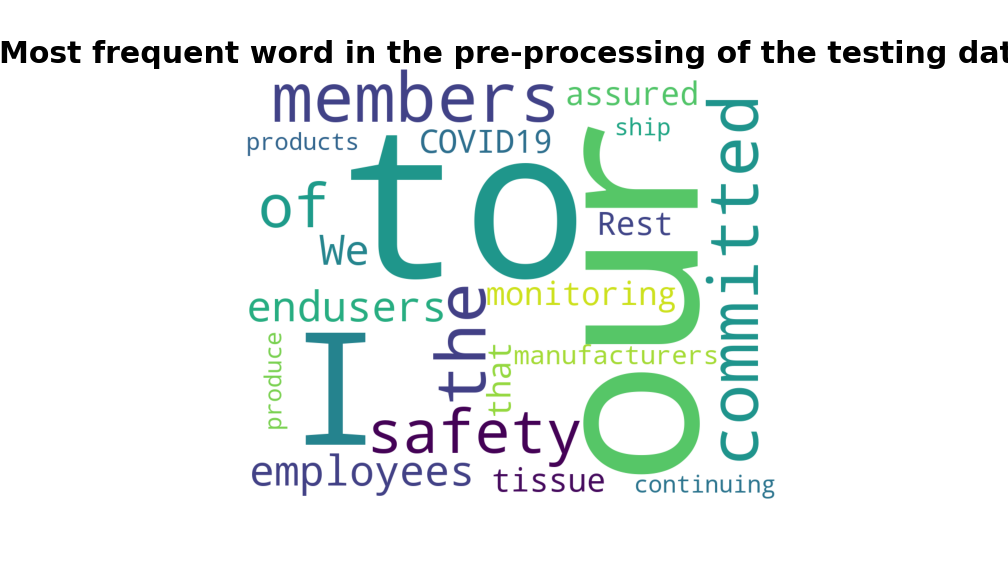 Most frequent word in the pre-processing of the testing dat
members
assured
ship
products
COVID19
to
our
committed
of
Rest
We
monitoring
endusers
the
manufacturers
that
produce
I
safety
employees
tissue
continuing